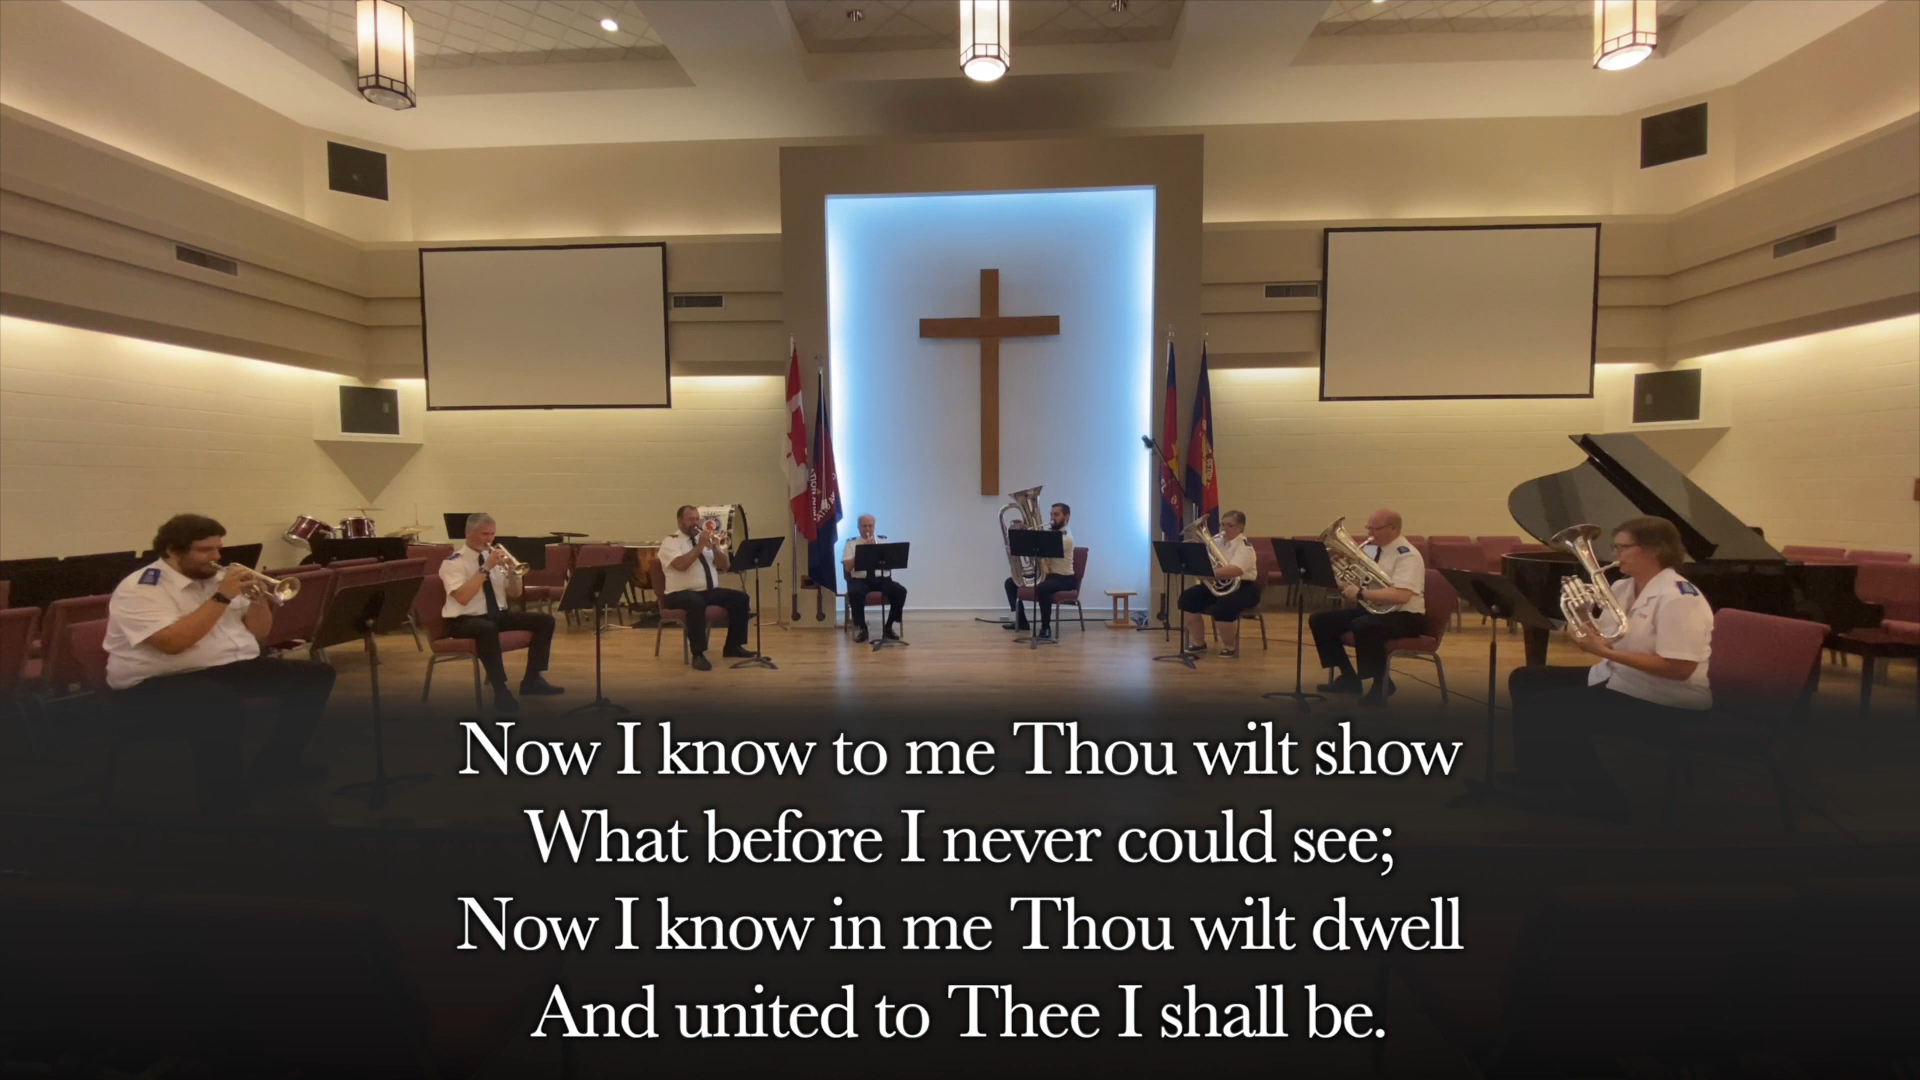 Now I know to me Thou wilt show
What before I never could see;
Now I know in me Thou wilt dwell
And united to Thee I shall be.